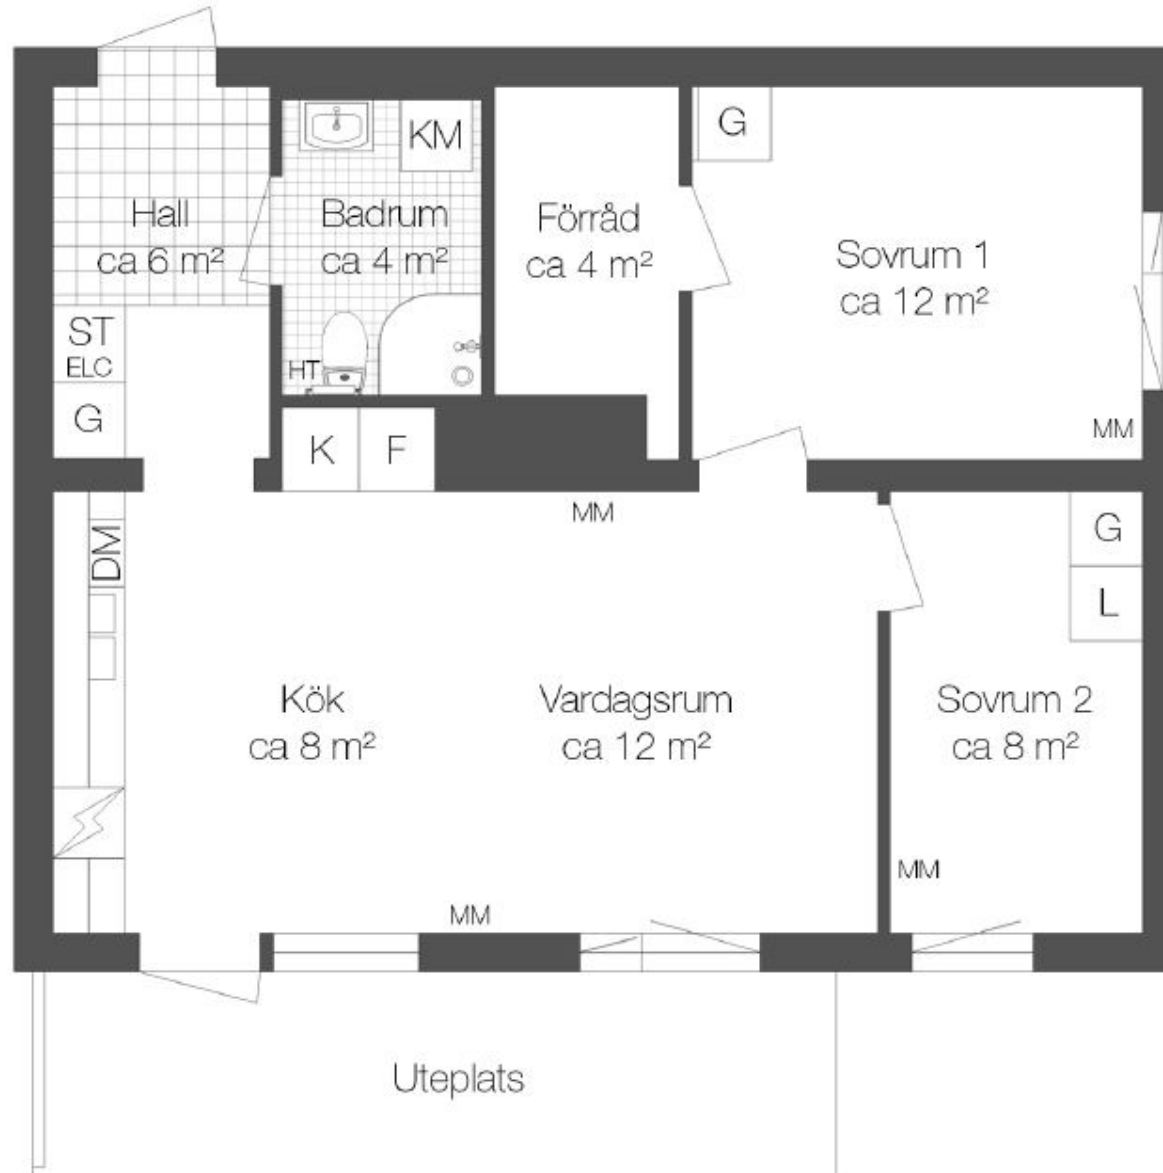 KM
G
Hall
ca 6 m²
Badrum
ca 4 m²
Förråd
ca 4 m²
Sovrum 1
ca 12 m²
ST
ELC
HT
G
K
F
MM
MM
DM
G
L
Kök
ca 8 m²
Vardagsrum
ca 12 m²
Sovrum 2
ca 8 m²
MM
MM
Uteplats